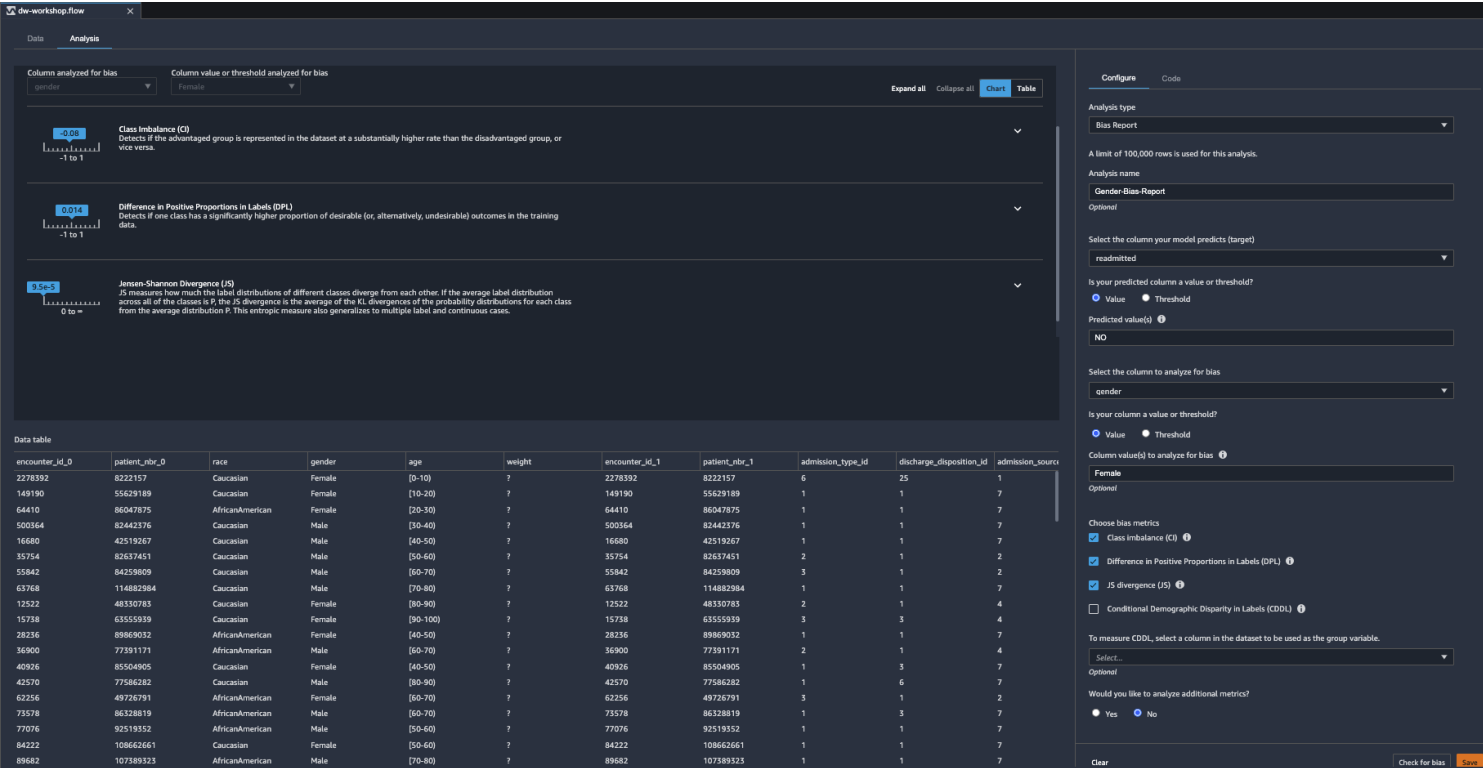 dw-workshop.flow ×
Data Analysis
Column analyzed for bias Column value or threshold analyzed for bias
gender Female
Expand all Collapse all Chart Table
-0.08
-1 to 1
Class Imbalance (CI)
Detects if the advantaged group is represented in the dataset at a substantially higher rate than the disadvantaged group, or
vice versa.
0.014
-1 to 1
Difference in Positive Proportions in Labels (DPL)
Detects if one class has a significantly higher proportion of desirable (or, alternatively, undesirable) outcomes in the training
data.
9.5e-5
0 to ∞
Jensen-Shannon Divergence (JS)
JS measures how much the label distributions of different classes diverge from each other. If the average label distribution
across all of the classes is P, the JS divergence is the average of the KL divergences of the probability distributions for each class
from the average distribution P. This entropic measure also generalizes to multiple label and continuous cases.
Data table
encounter_id_0 patient_nbr_0 race gender age weight encounter_id_1 patient_nbr_1 admission_type_id discharge_disposition_id admission_source
2278392 8222157 Caucasian Female [0-10) ? 2278392 8222157 6 25 1
149190 55629189 Caucasian Female [10-20) ? 149190 55629189 1 1 7
64410 86047875 AfricanAmerican Female [20-30) ? 64410 86047875 1 1 7
500364 82442376 Caucasian Male [30-40) ? 500364 82442376 1 1 7
16680 42519267 Caucasian Male [40-50) ? 16680 42519267 1 1 7
35754 82637451 Caucasian Male [50-60) ? 35754 82637451 2 1 2
55842 84259809 Caucasian Male [60-70) ? 55842 84259809 3 1 2
63768 114882984 Caucasian Male [70-80) ? 63768 114882984 1 1 7
12522 48330783 Caucasian Female [80-90) ? 12522 48330783 2 1 4
15738 63555939 Caucasian Female [90-100) ? 15738 63555939 3 3 4
28236 89869032 AfricanAmerican Female [40-50) ? 28236 89869032 1 1 7
36900 77391171 AfricanAmerican Male [60-70) ? 36900 77391171 2 1 4
40926 85504905 Caucasian Female [40-50) ? 40926 85504905 1 3 7
42570 77586282 Caucasian Male [80-90) ? 42570 77586282 1 6 7
62256 49726791 AfricanAmerican Female [60-70) ? 62256 49726791 3 1 2
73578 86328819 AfricanAmerican Male [60-70) ? 73578 86328819 1 3 7
77076 92519352 AfricanAmerican Male [50-60) ? 77076 92519352 1 1 7
84222 108662661 Caucasian Female [50-60) ? 84222 108662661 1 1 7
89682 107389323 AfricanAmerican Male [70-80) ? 89682 107389323 1 1 7
Configure Code
Analysis type
Bias Report
A limit of 100,000 rows is used for this analysis.
Analysis name
Gender-Bias-Report
Optional
Select the column your model predicts (target)
readmitted
Is your predicted column a value or threshold?
Value Threshold
Predicted value(s)
NO
Select the column to analyze for bias
gender
Is your column a value or threshold?
Value Threshold
Column value(s) to analyze for bias
Female
Optional
Choose bias metrics
Class imbalance (CI)
Difference in Positive Proportions in Labels (DPL)
JS divergence (JS)
Conditional Demographic Disparity in Labels (CDDL)
To measure CDDL, select a column in the dataset to be used as the group variable.
Select...
Optional
Would you like to analyze additional metrics?
Yes No
Clear Check for bias Save